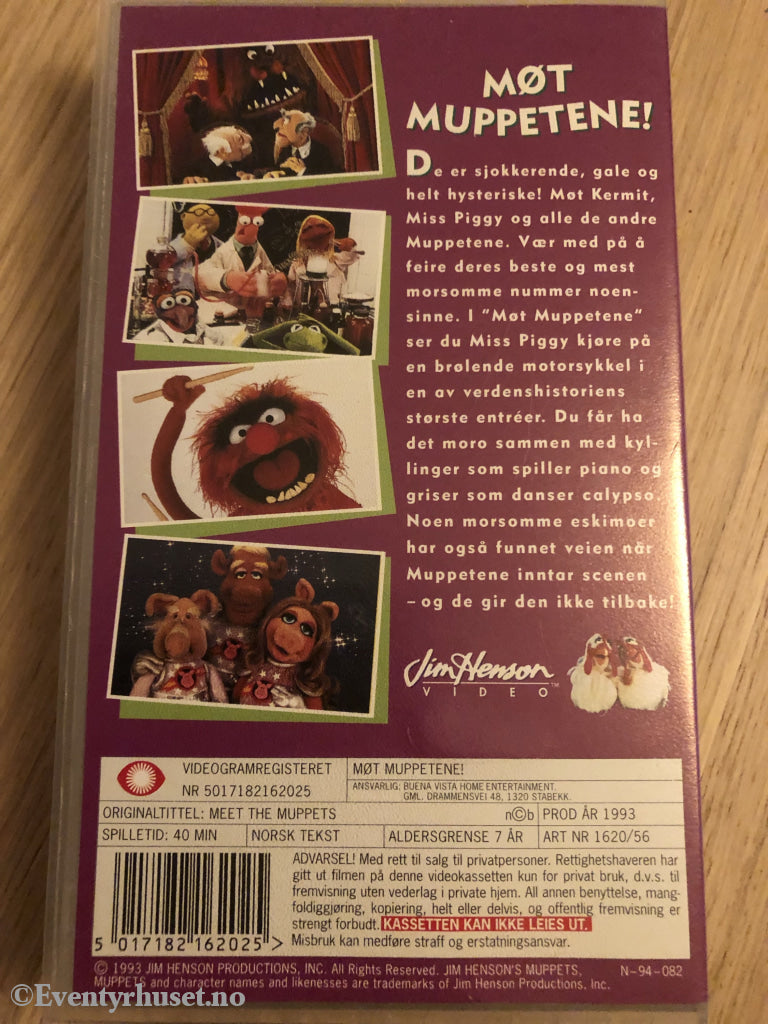 MØT
MUPPETENE!
De er sjokkerende, gale og
helt hysteriske! Møt Kermit,
Miss Piggy og alle de andre
Muppetene. Vær med på å
feire deres beste og mest
morsomme nummer noen-
sinne. I "Møt Muppetene"
ser du Miss Piggy kjøre på
en brølende motorsykkel i
en av verdenshistoriens
største entréer. Du får ha
det moro sammen med kyl-
linger som spiller piano og
griser som danser calypso.
Noen morsomme eskimoer
har også funnet veien når
Muppetene inntar scenen
– og de gir den ikke tilbake!
Jim Henson
VIDEO ™
VIDEOGRAMREGISTERET
NR 5017182162025
MØT MUPPETENE!
ANSVARLIG: BUENA VISTA HOME ENTERTAINMENT.
GML. DRAMMENSVEI 48, 1320 STABEKK.
ORIGINALTITTEL: MEET THE MUPPETS
n©b
PROD ÅR 1993
SPILLETID: 40 MIN
NORSK TEKST
ALDERSGRENSE 7 ÅR
ART NR 1620/56
ADVARSEL! Med rett til salg til privatpersoner. Rettighetshaveren har
gitt ut filmen på denne videokassetten kun for privat bruk, d.v.s. til
fremvisning uten vederlag i private hjem. All annen benyttelse, mang-
foldiggjøring, kopiering, helt eller delvis, og offentlig fremvisning er
strengt forbudt. KASSETTEN KAN IKKE LEIES UT.
Misbruk kan medføre straff og erstatningsansvar.
5 017182 162025 >
© 1993 JIM HENSON PRODUCTIONS, INC. All Rights Reserved. JIM HENSON'S MUPPETS,
MUPPETS and character names and likenesses are trademarks of Jim Henson Productions, Inc.
N-94-082
©Eventyrhuset.no